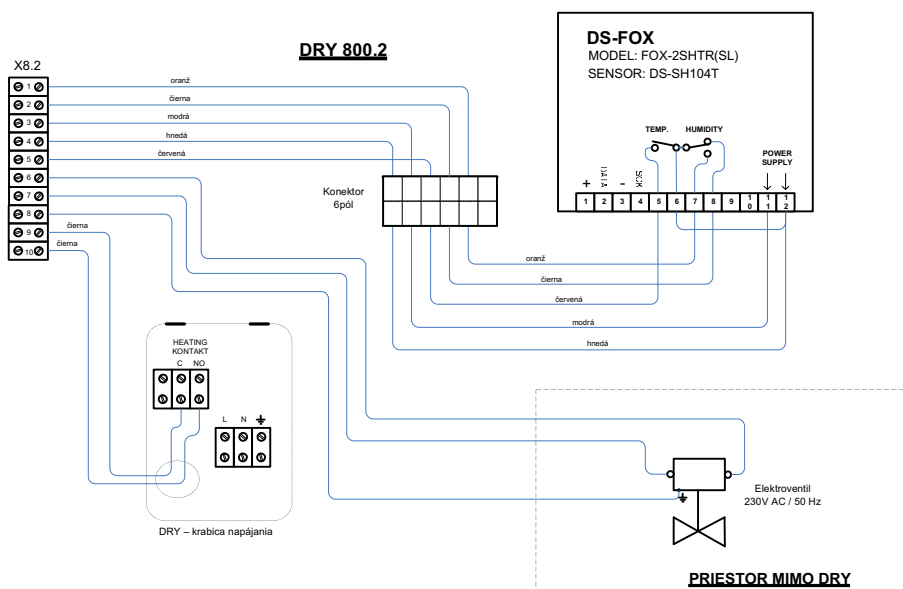 DRY 800.2
DS-FOX
MODEL: FOX-2SHTR(SL)
SENSOR: DS-SH104T
X8.2
1
2
3
4
5
6
7
8
9
10
oranž
čierna
modrá
hnedá
červená
čierna
čierna
Konektor
6pól
TEMP.
HUMIDITY
POWER
SUPPLY
+
DATA
-
SCK
1 2 3 4 5 6 7 8 9 10 11 12
oranž
čierna
červená
modrá
hnedá
HEATING
KONTAKT
C NO
L N
DRY – krabica napájania
Elektroventil
230V AC / 50 Hz
PRIESTOR MIMO DRY